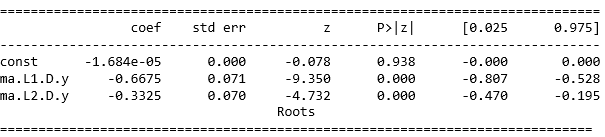 ==============================================================================
                 coef    std err          z      P>|z|      [0.025      0.975]
------------------------------------------------------------------------------
const      -1.684e-05      0.000     -0.078      0.938      -0.000       0.000
ma.L1.D.y     -0.6675      0.071     -9.350      0.000      -0.807      -0.528
ma.L2.D.y     -0.3325      0.070     -4.732      0.000      -0.470      -0.195
                                    Roots
==============================================================================